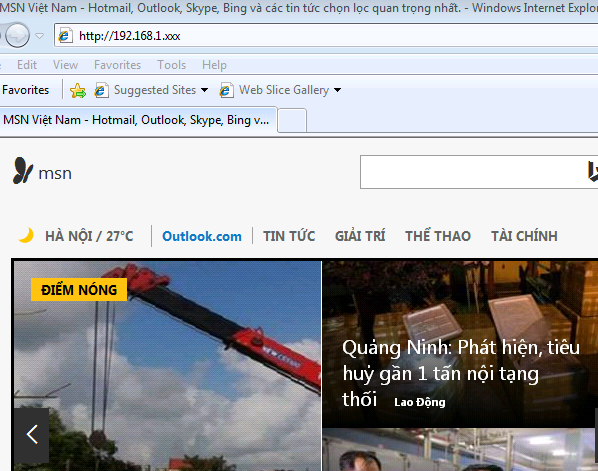 MSN Việt Nam - Hotmail, Outlook, Skype, Bing và các tin tức chọn lọc quan trọng nhất. - Windows Internet Explor
http://192.168.1.xxx
Edit View Favorites Tools Help
Favorites Suggested Sites Web Slice Gallery
MSN Việt Nam - Hotmail, Outlook, Skype, Bing v...
msn
HÀ NỘI / 27°C Outlook.com TIN TỨC GIẢI TRÍ THỂ THAO TÀI CHÍNH
ĐIỂM NÓNG
Quảng Ninh: Phát hiện, tiêu
huỷ gần 1 tấn nội tạng
thối Lao Động